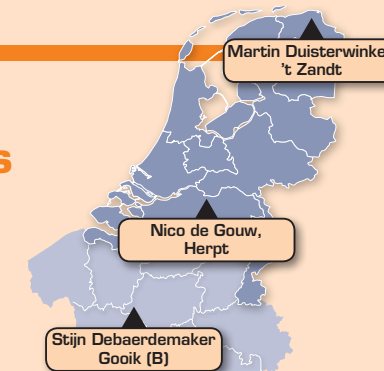 Martin Duisterwinke
't Zandt
s
Nico de Gouw,
Herpt
Stijn Debaerdemaker
Gooik (B)